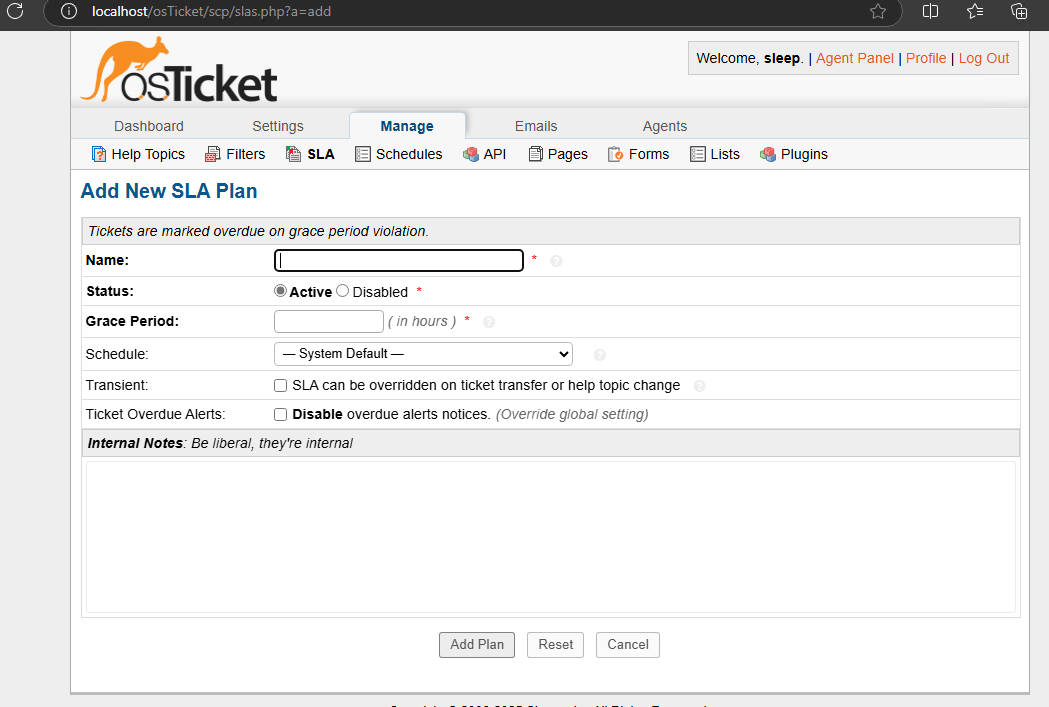 localhost/osTicket/scp/slas.php?a=add
osTicket
Welcome, sleep. | Agent Panel | Profile | Log Out
Dashboard Settings Manage Emails Agents
Help Topics Filters SLA Schedules API Pages Forms Lists Plugins
Add New SLA Plan
Tickets are marked overdue on grace period violation.
Name: * ?
Status: Active Disabled *
Grace Period: ( in hours ) * ?
Schedule: — System Default — ?
Transient: SLA can be overridden on ticket transfer or help topic change ?
Ticket Overdue Alerts: Disable overdue alerts notices. (Override global setting)
Internal Notes: Be liberal, they're internal
Add Plan Reset Cancel